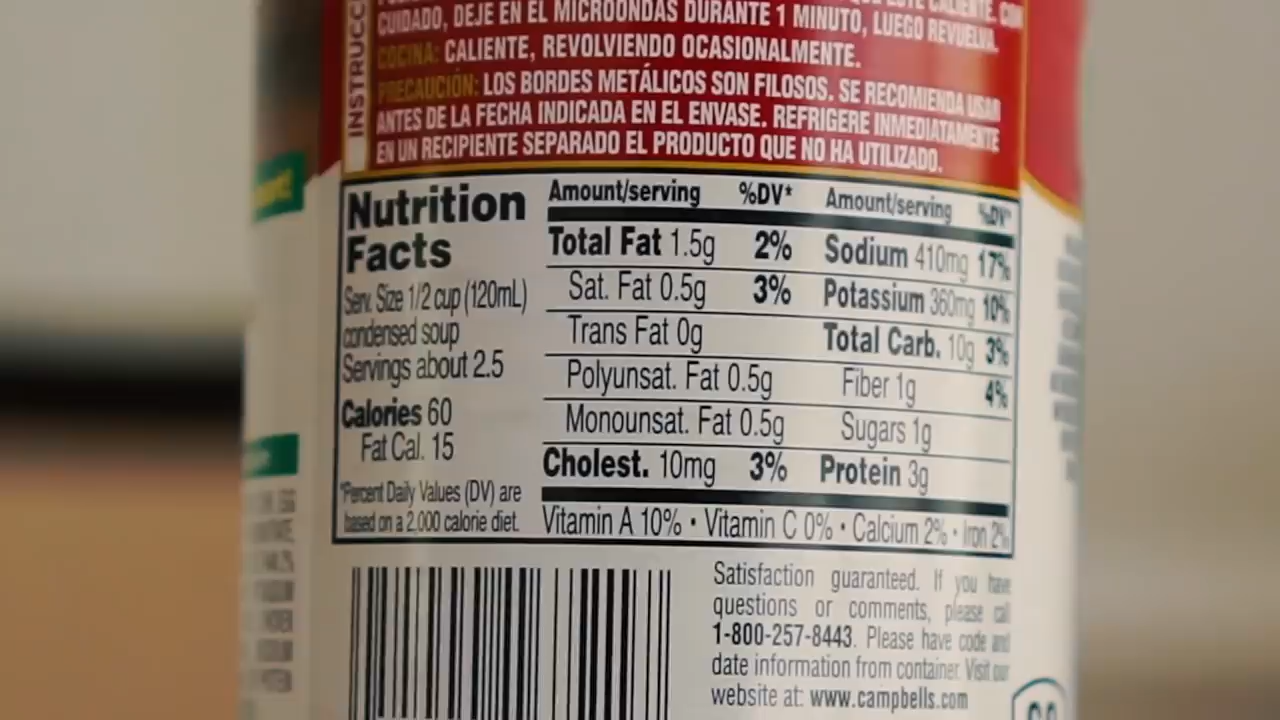 CUIDADO, DEJE EN EL MICROONDAS DURANTE 1 MINUTO, LUEGO REVUELVA.
COCINA: CALIENTE, REVOLVIENDO OCASIONALMENTE.
PRECAUCIÓN: LOS BORDES METÁLICOS SON FILOSOS. SE RECOMIENDA USAR
ANTES DE LA FECHA INDICADA EN EL ENVASE. REFRIGERE INMEDIATAMENTE
EN UN RECIPIENTE SEPARADO EL PRODUCTO QUE NO HA UTILIZADO.
Nutrition
Facts
Serv. Size 1/2 cup (120mL)
condensed soup
Servings about 2.5
Calories 60
Fat Cal. 15
*Percent Daily Values (DV) are
based on a 2,000 calorie diet.
Amount/serving %DV*
Total Fat 1.5g 2%
Sat. Fat 0.5g 3%
Trans Fat 0g
Polyunsat. Fat 0.5g
Monounsat. Fat 0.5g
Cholest. 10mg 3%
Amount/serving %DV*
Sodium 410mg 17%
Potassium 360mg 10%
Total Carb. 10g 3%
Fiber 1g 4%
Sugars 1g
Protein 3g
Vitamin A 10% • Vitamin C 0% • Calcium 2% • Iron 2%
Satisfaction guaranteed. If you have
questions or comments, please call
1-800-257-8443. Please have code and
date information from container. Visit our
website at: www.campbells.com